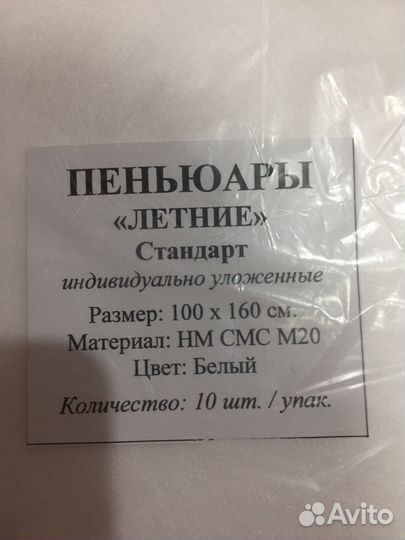 ПЕНЬЮАРЫ
«ЛЕТНИЕ»
Стандарт
индивидуально уложенные
Размер: 100 x 160 см.
Материал: НМ СМС М20
Цвет: Белый
Количество: 10 шт. / упак.
Avito